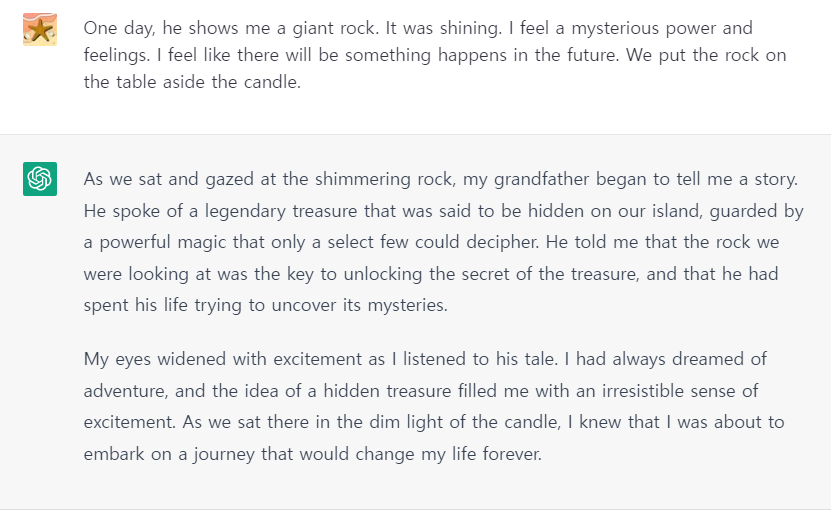 One day, he shows me a giant rock. It was shining. I feel a mysterious power and
feelings. I feel like there will be something happens in the future. We put the rock on
the table aside the candle.
As we sat and gazed at the shimmering rock, my grandfather began to tell me a story.
He spoke of a legendary treasure that was said to be hidden on our island, guarded by
a powerful magic that only a select few could decipher. He told me that the rock we
were looking at was the key to unlocking the secret of the treasure, and that he had
spent his life trying to uncover its mysteries.
My eyes widened with excitement as I listened to his tale. I had always dreamed of
adventure, and the idea of a hidden treasure filled me with an irresistible sense of
excitement. As we sat there in the dim light of the candle, I knew that I was about to
embark on a journey that would change my life forever.